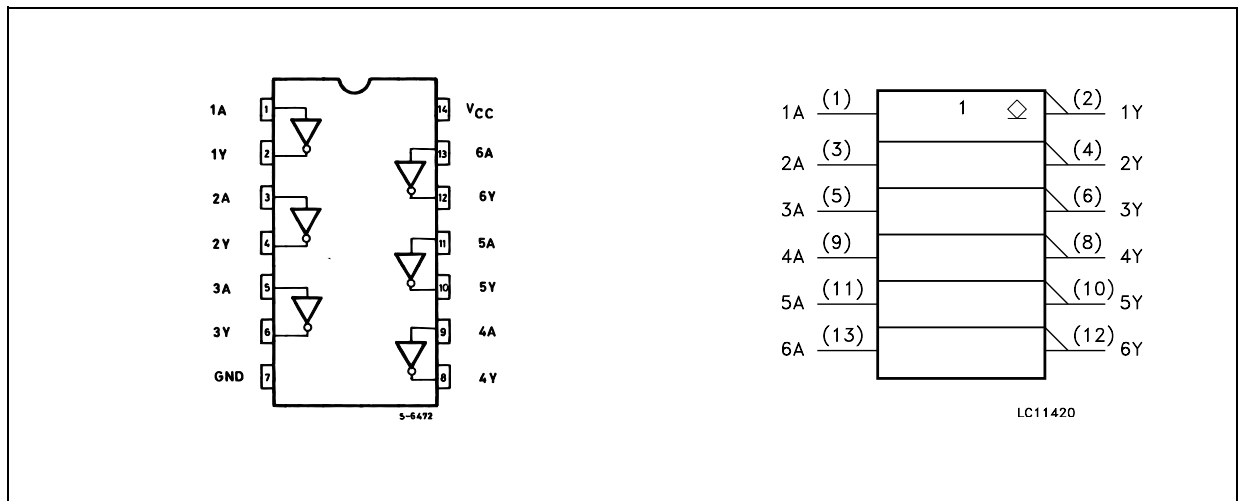 1A 1 14 VCC
1Y 2 13 6A
2A 3 12 6Y
2Y 4 11 5A
3A 5 10 5Y
3Y 6 9 4A
GND 7 8 4Y
S-6472
1
1A (1) (2) 1Y
2A (3) (4) 2Y
3A (5) (6) 3Y
4A (9) (8) 4Y
5A (11) (10) 5Y
6A (13) (12) 6Y
LC11420